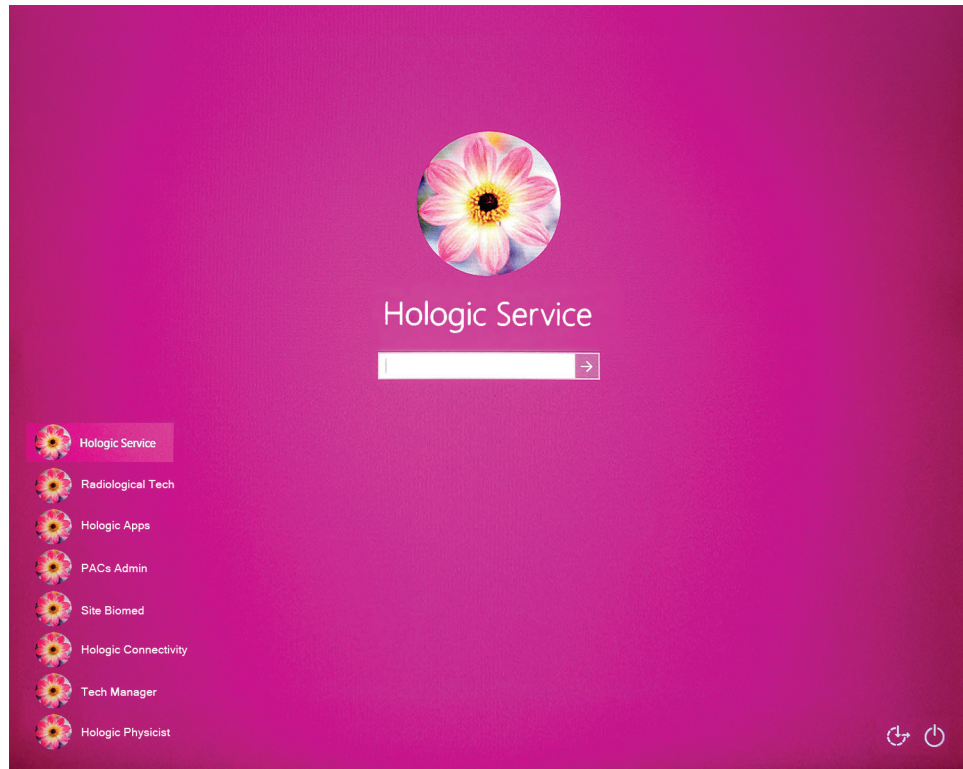 Hologic Service
Hologic Service
Radiological Tech
Hologic Apps
PACs Admin
Site Biomed
Hologic Connectivity
Tech Manager
Hologic Physicist